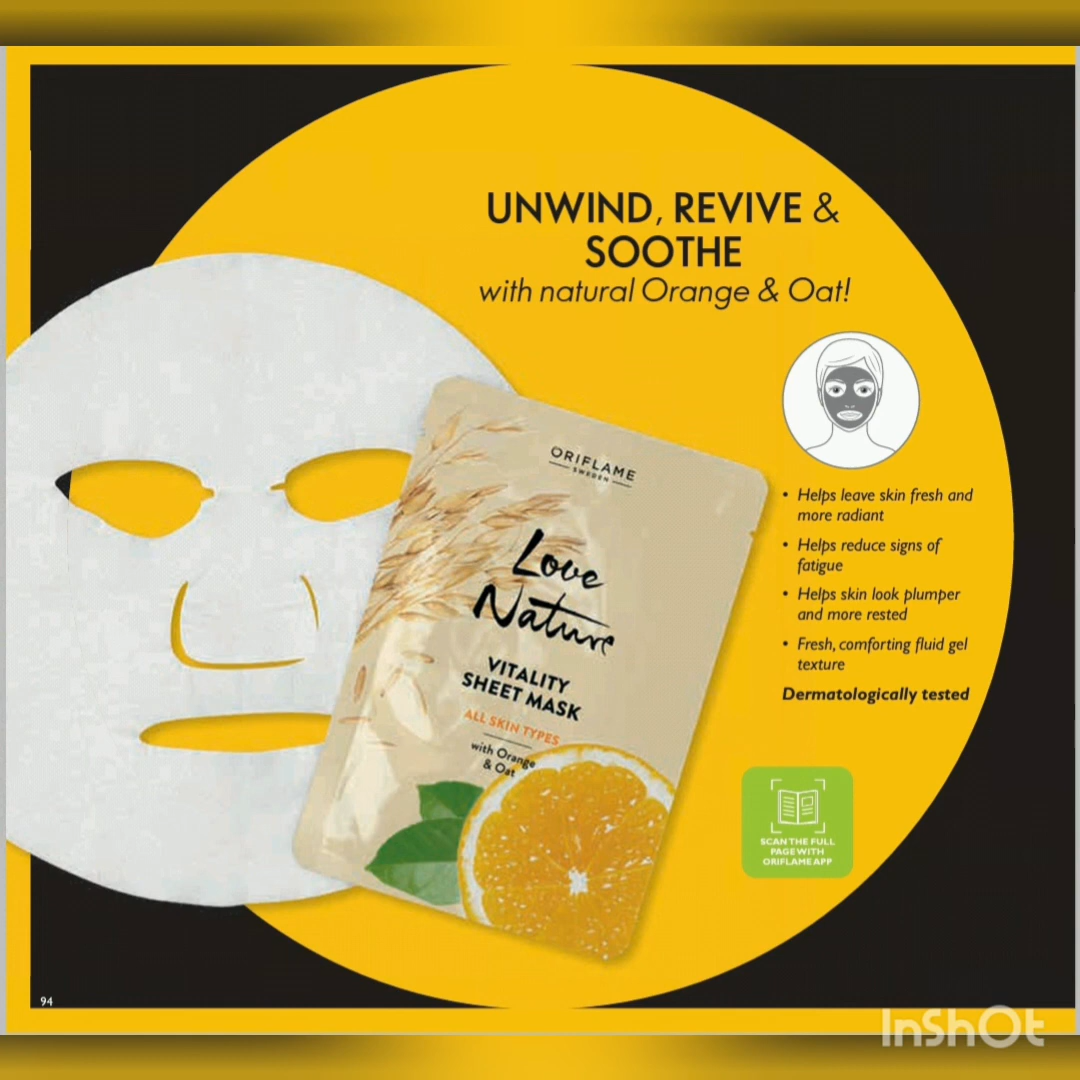 UNWIND, REVIVE &
SOOTHE
with natural Orange & Oat!
ORIFLAME
SWEDEN
Love
Nature
VITALITY
SHEET MASK
ALL SKIN TYPES
with Orange
& Oat
• Helps leave skin fresh and
more radiant
• Helps reduce signs of
fatigue
• Helps skin look plumper
and more rested
• Fresh, comforting fluid gel
texture
Dermatologically tested
SCAN THE FULL
PAGE WITH
ORIFLAME APP
94
InShOt